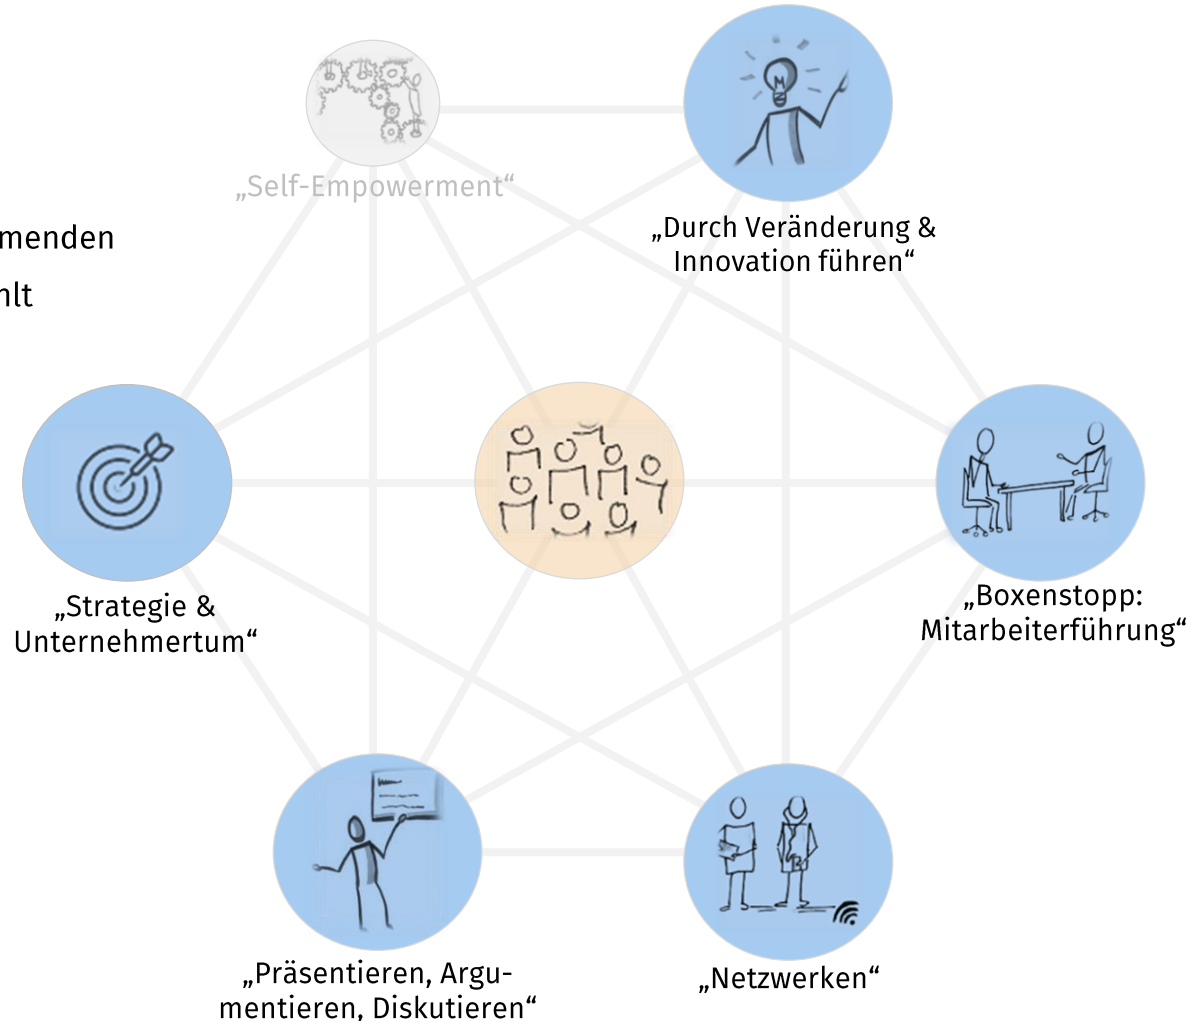 „Self-Empowerment“
„Durch Veränderung &
Innovation führen“
menden
hlt
„Strategie &
Unternehmertum“
„Boxenstopp:
Mitarbeiterführung“
„Präsentieren, Argu-
mentieren, Diskutieren“
„Netzwerken“